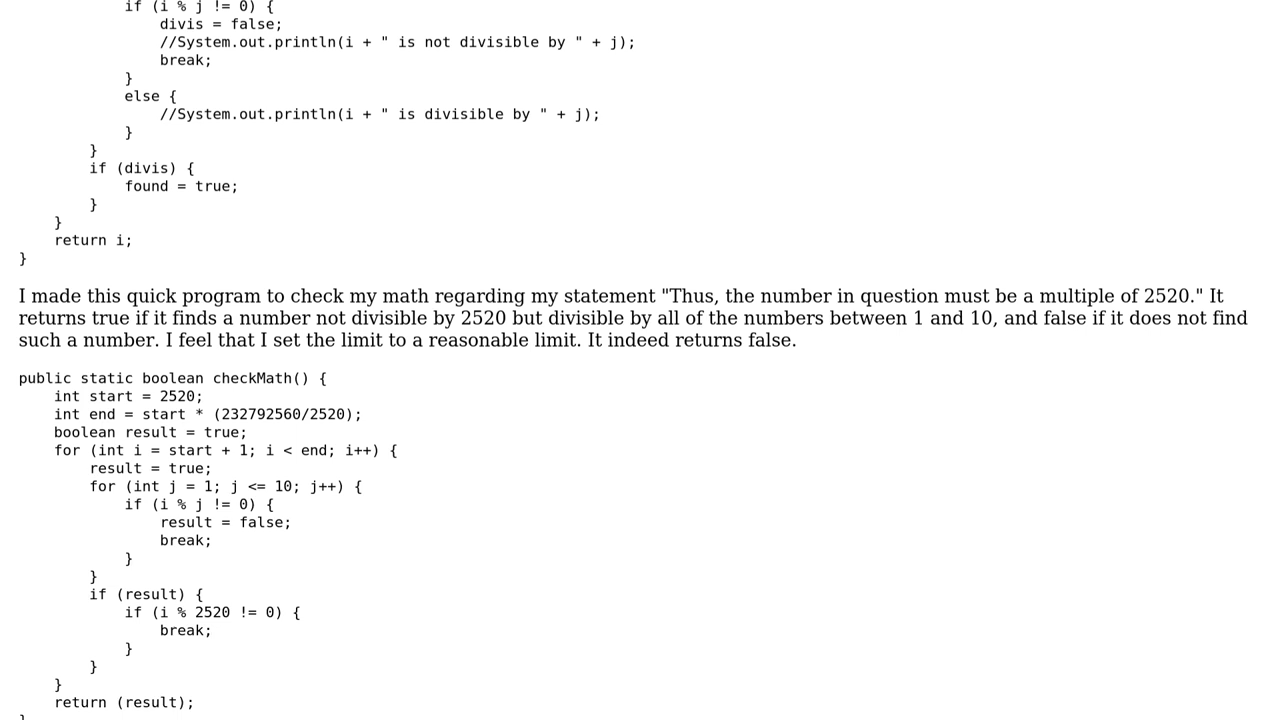 if (i % j != 0) {
                divis = false;
                //System.out.println(i + " is not divisible by " + j);
                break;
            }
            else {
                //System.out.println(i + " is divisible by " + j);
            }
        }
        if (divis) {
            found = true;
        }
    }
    return i;
}
I made this quick program to check my math regarding my statement "Thus, the number in question must be a multiple of 2520." It
returns true if it finds a number not divisible by 2520 but divisible by all of the numbers between 1 and 10, and false if it does not find
such a number. I feel that I set the limit to a reasonable limit. It indeed returns false.
public static boolean checkMath() {
    int start = 2520;
    int end = start * (232792560/2520);
    boolean result = true;
    for (int i = start + 1; i < end; i++) {
        result = true;
        for (int j = 1; j <= 10; j++) {
            if (i % j != 0) {
                result = false;
                break;
            }
        }
        if (result) {
            if (i % 2520 != 0) {
                break;
            }
        }
    }
    return (result);
}